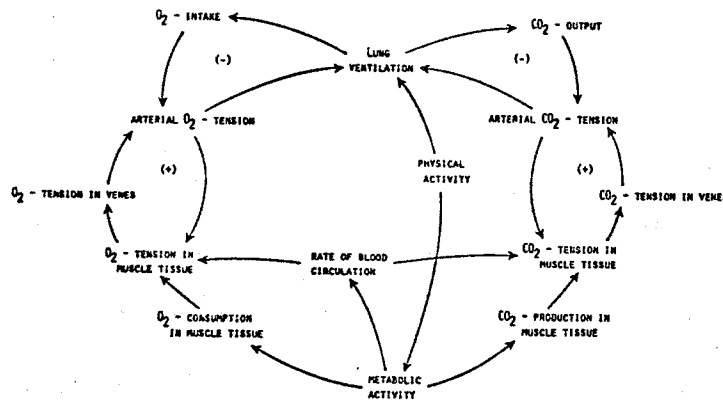 O2 - INTAKE
CO2 - OUTPUT
LUNG
VENTILATION
(-)
(-)
ARTERIAL O2 - TENSION
ARTERIAL CO2 - TENSION
PHYSICAL
ACTIVITY
(+)
(+)
O2 - TENSION IN VENES
CO2 - TENSION IN VENE
O2 - TENSION IN
MUSCLE TISSUE
RATE OF BLOOD
CIRCULATION
CO2 - TENSION IN
MUSCLE TISSUE
O2 - CONSUMPTION
IN MUSCLE TISSUE
CO2 - PRODUCTION IN
MUSCLE TISSUE
METABOLIC
ACTIVITY